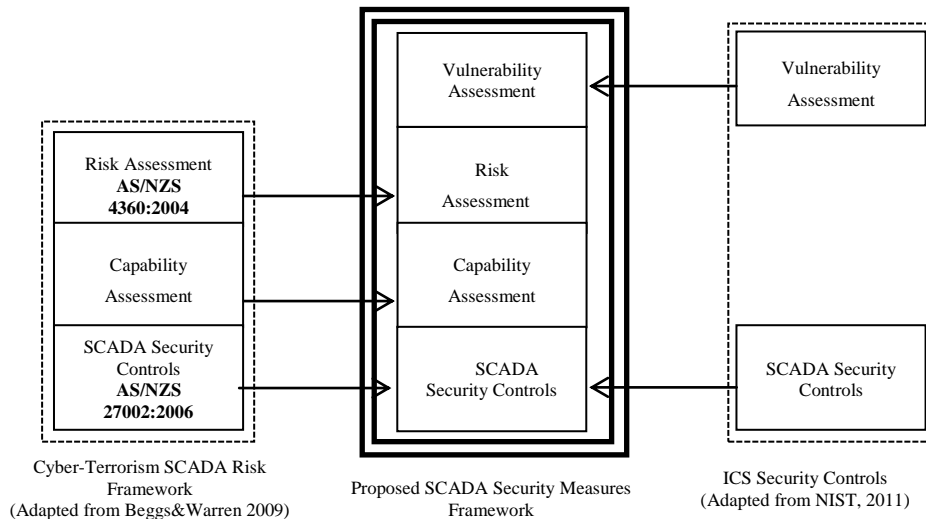 Risk Assessment
AS/NZS
4360:2004
Capability
Assessment
SCADA Security
Controls
AS/NZS
27002:2006
Cyber-Terrorism SCADA Risk
Framework
(Adapted from Beggs&Warren 2009)
Vulnerability
Assessment
Risk
Assessment
Capability
Assessment
SCADA
Security Controls
Proposed SCADA Security Measures
Framework
Vulnerability
Assessment
SCADA Security
Controls
ICS Security Controls
(Adapted from NIST, 2011)